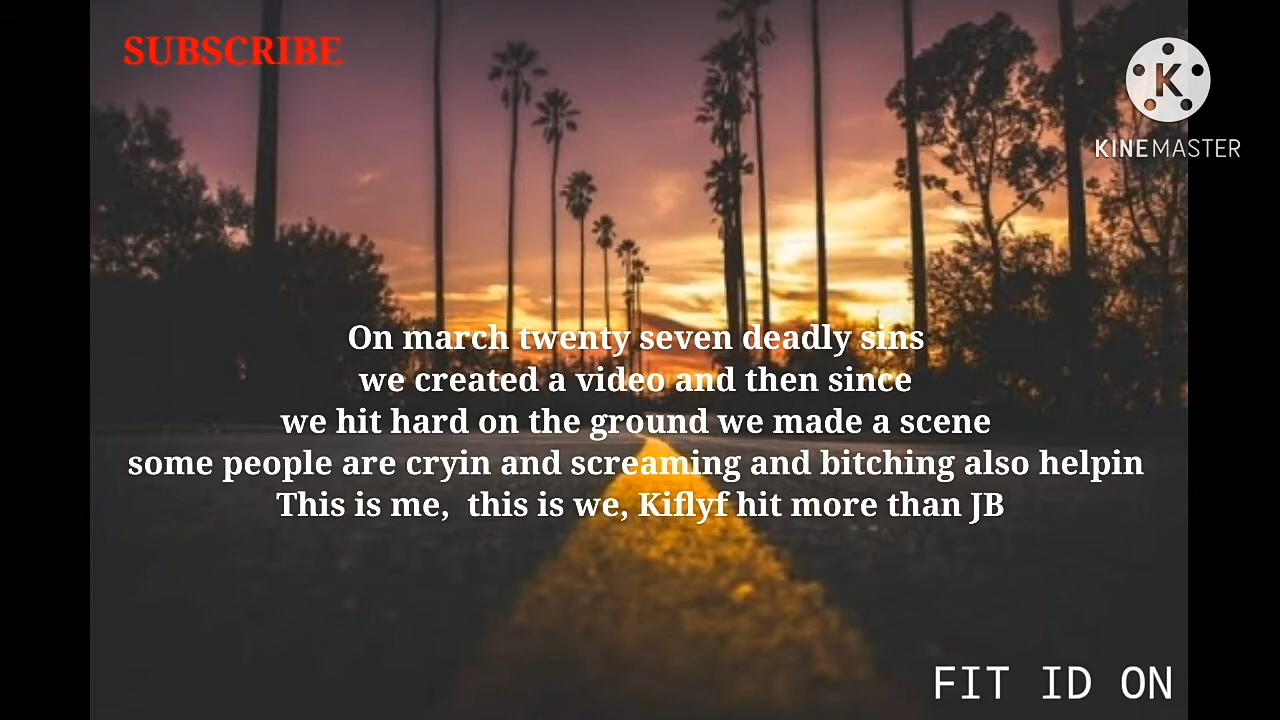 SUBSCRIBE
K
KINEMASTER
On march twenty seven deadly sins
we created a video and then since
we hit hard on the ground we made a scene
some people are cryin and screaming and bitching also helpin
This is me,  this is we, Kiflyf hit more than JB
FIT ID ON